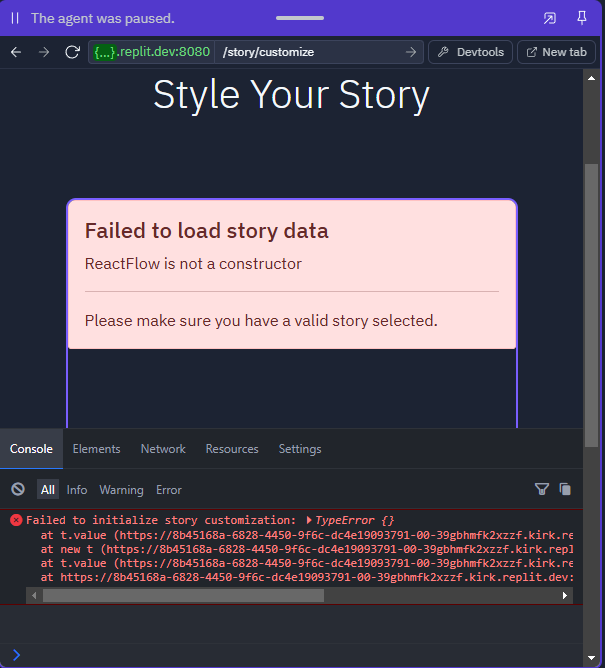 The agent was paused.
{...}.replit.dev:8080 /story/customize Devtools New tab
Style Your Story
Failed to load story data
ReactFlow is not a constructor
Please make sure you have a valid story selected.
Console Elements Network Resources Settings
All Info Warning Error
Failed to initialize story customization: ▶ TypeError {}
at t.value (https://8b45168a-6828-4450-9f6c-dc4e19093791-00-39gbhmfk2xzzf.kirk.re
at new t (https://8b45168a-6828-4450-9f6c-dc4e19093791-00-39gbhmfk2xzzf.kirk.repl
at t.value (https://8b45168a-6828-4450-9f6c-dc4e19093791-00-39gbhmfk2xzzf.kirk.re
at https://8b45168a-6828-4450-9f6c-dc4e19093791-00-39gbhmfk2xzzf.kirk.replit.dev: